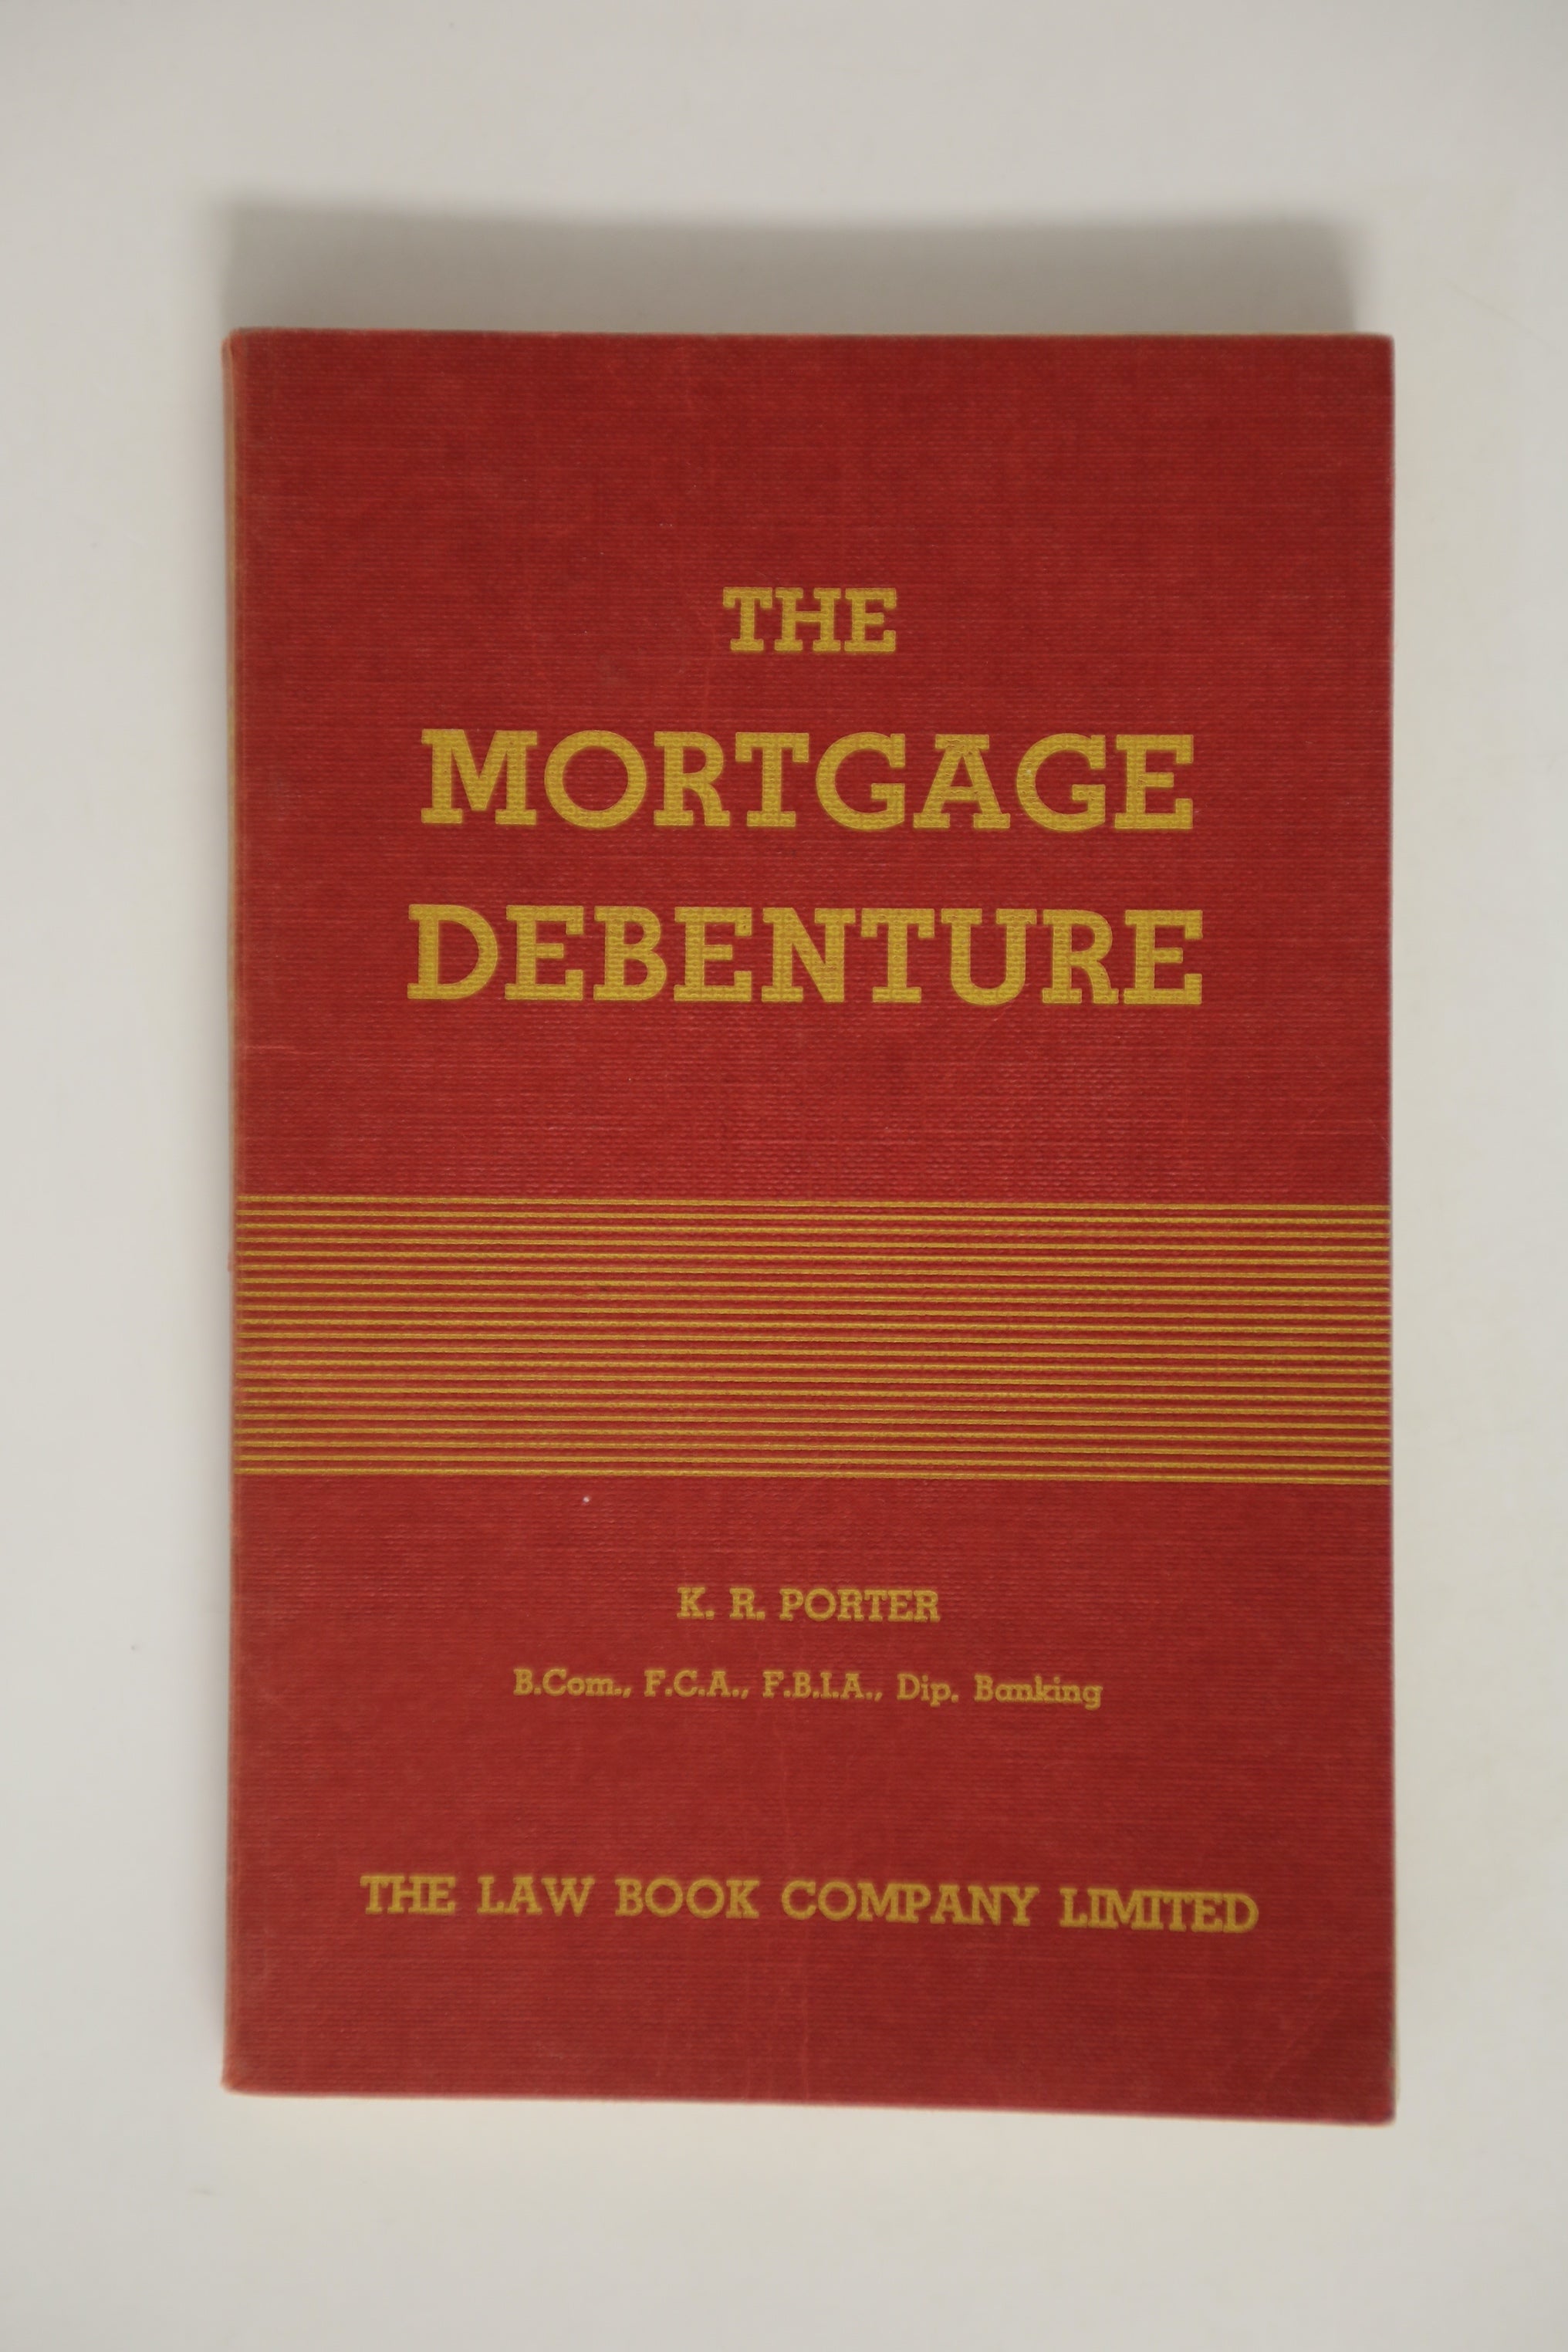 THE
MORTGAGE
DEBENTURE
K. R. PORTER
B.Com., F.C.A., F.B.I.A., Dip. Banking
THE LAW BOOK COMPANY LIMITED